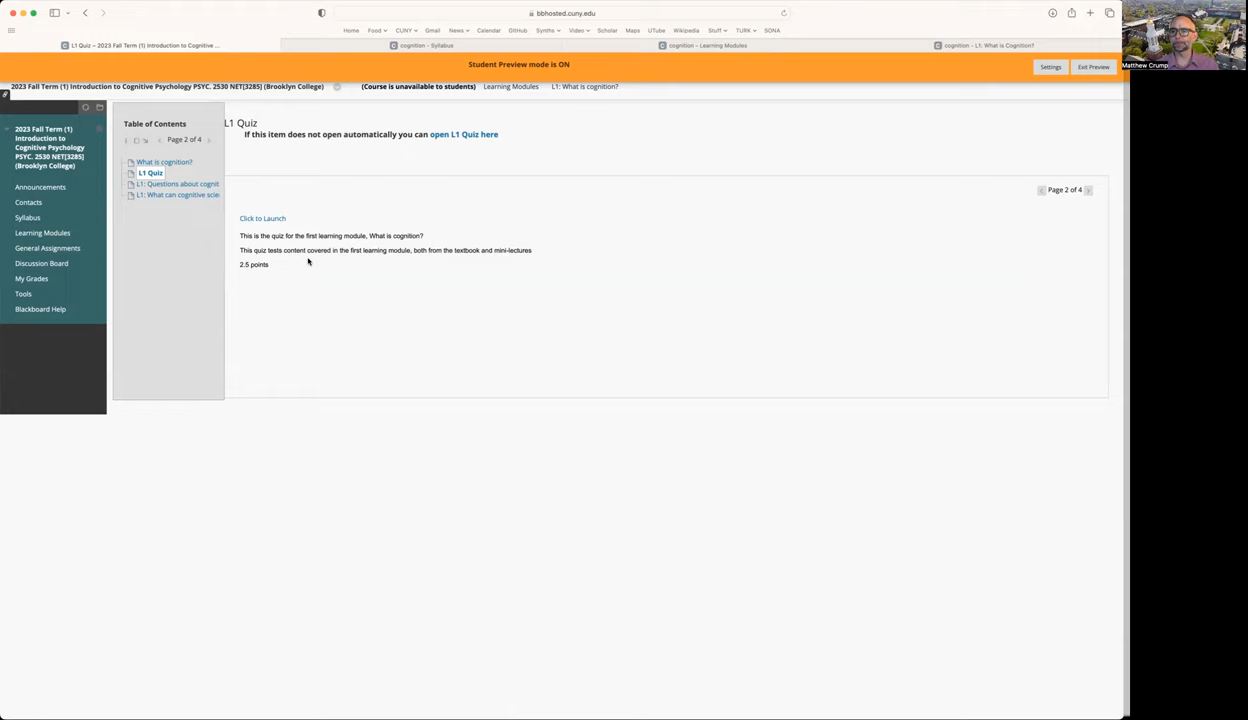 bbhosted.cuny.edu
Home Food CUNY Gmail News Calendar GitHub Synths Video Scholar Maps UTube Wikipedia Stuff TURK SONA
L1 Quiz – 2023 Fall Term (1) Introduction to Cognitive ...
cognition - Syllabus
cognition - Learning Modules
cognition - L1: What is Cognition?
Student Preview mode is ON
Settings
Exit Preview
Matthew Crump
2023 Fall Term (1) Introduction to Cognitive Psychology PSYC. 2530 NET[3285] (Brooklyn College)
(Course is unavailable to students)
Learning Modules
L1: What is cognition?
2023 Fall Term (1)
Introduction to
Cognitive Psychology
PSYC. 2530 NET[3285]
(Brooklyn College)
Announcements
Contacts
Syllabus
Learning Modules
General Assignments
Discussion Board
My Grades
Tools
Blackboard Help
Table of Contents
Page 2 of 4
What is cognition?
L1 Quiz
L1: Questions about cognit
L1: What can cognitive scie
L1 Quiz
If this item does not open automatically you can open L1 Quiz here
Page 2 of 4
Click to Launch
This is the quiz for the first learning module, What is cognition?
This quiz tests content covered in the first learning module, both from the textbook and mini-lectures
2.5 points